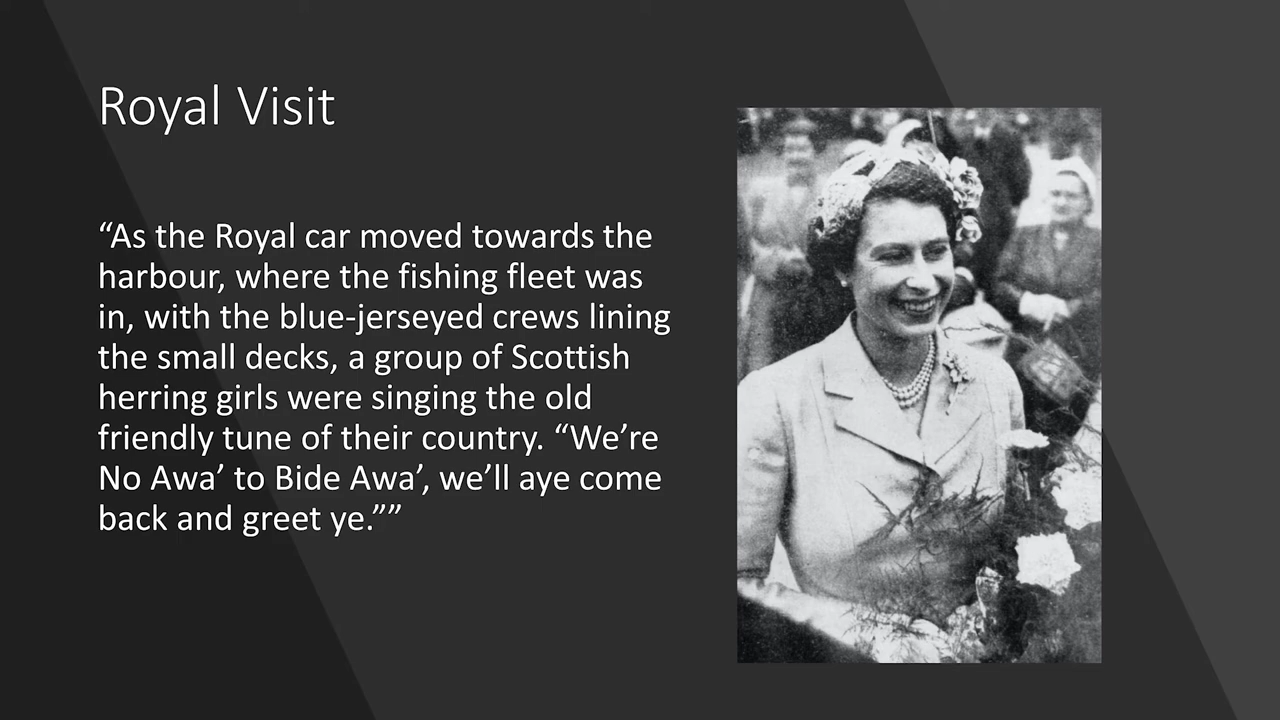 Royal Visit
“As the Royal car moved towards the
harbour, where the fishing fleet was
in, with the blue-jerseyed crews lining
the small decks, a group of Scottish
herring girls were singing the old
friendly tune of their country. “We’re
No Awa’ to Bide Awa’, we’ll aye come
back and greet ye.””